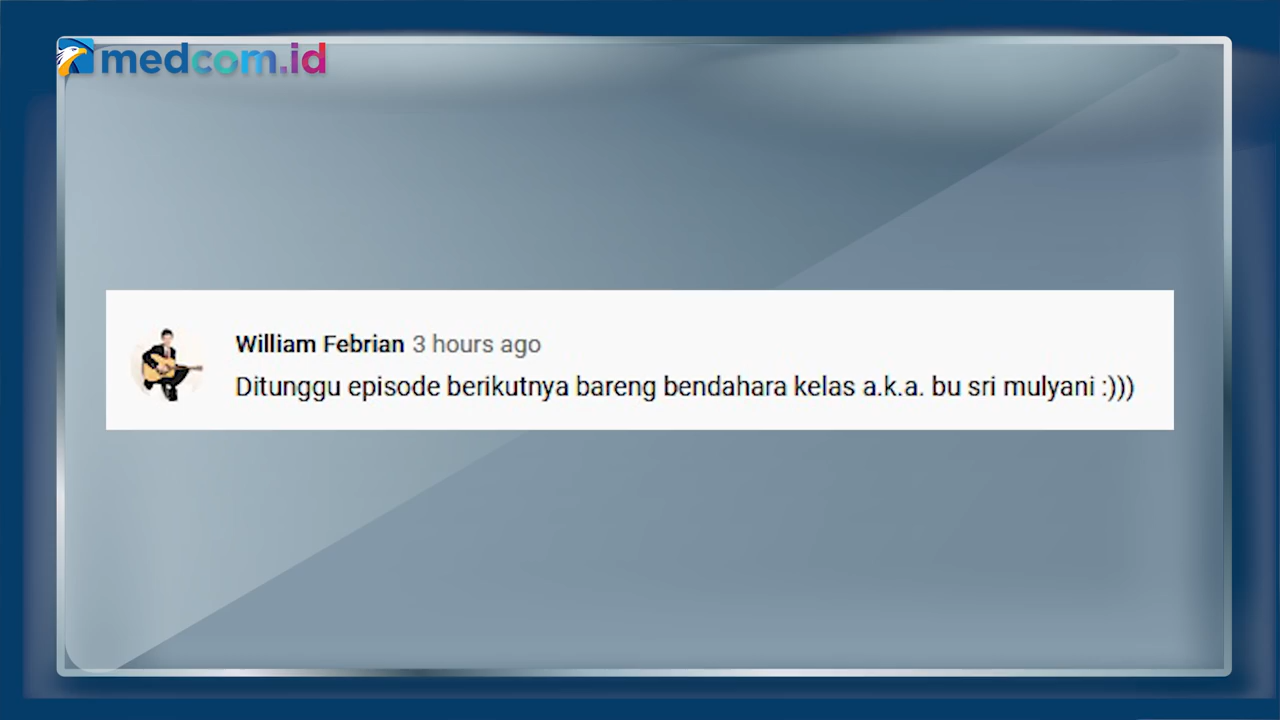 medcom.id
William Febrian 3 hours ago
Ditunggu episode berikutnya bareng bendahara kelas a.k.a. bu sri mulyani :)))